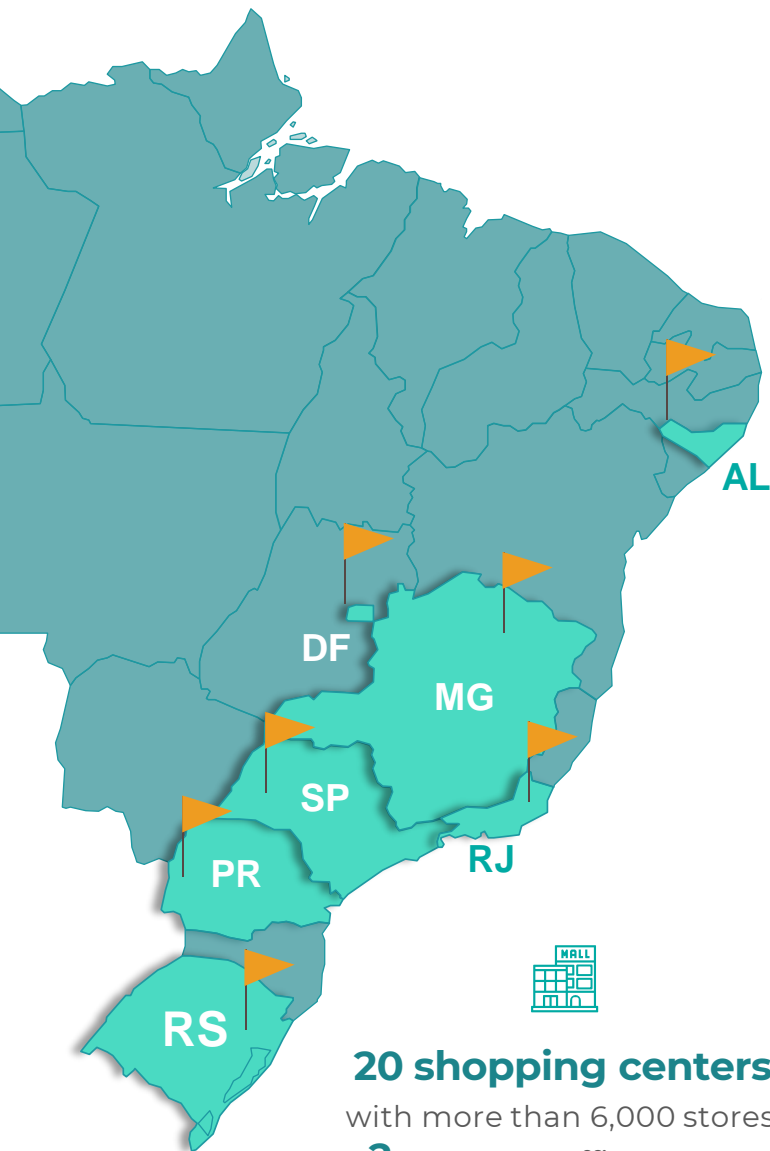 AL
DF
MG
SP
RJ
PR
RS
MALL
20 shopping centers
with more than 6,000 stores